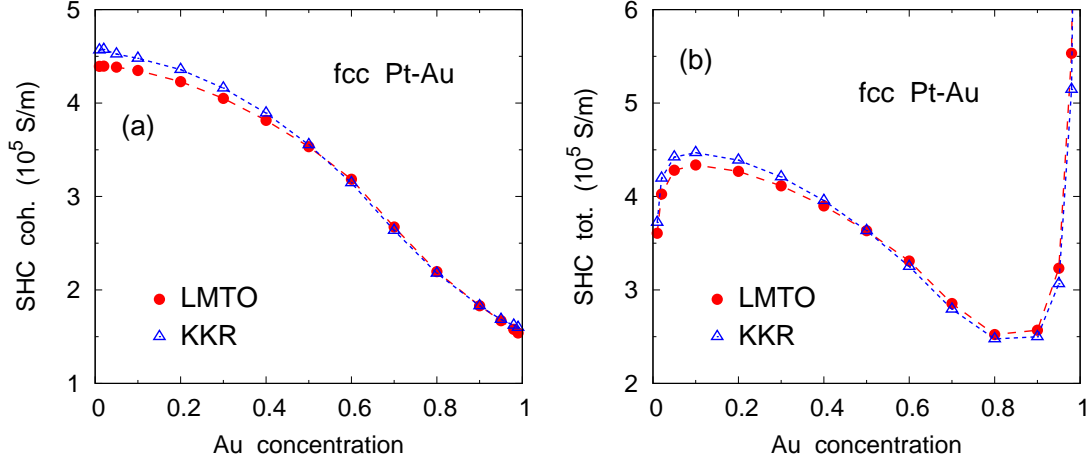 SHC coh. (10^5 S/m)
5
4
3
2
1
fcc Pt-Au
(a)
LMTO
KKR
0 0.2 0.4 0.6 0.8 1
Au concentration
SHC tot. (10^5 S/m)
6
5
4
3
2
(b)
fcc Pt-Au
LMTO
KKR
0 0.2 0.4 0.6 0.8 1
Au concentration